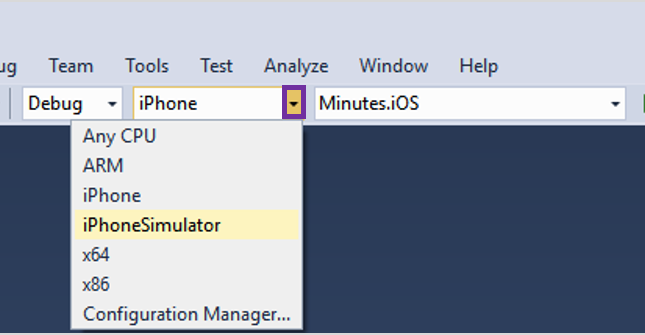 ug Team Tools Test Analyze Window Help
Debug iPhone Minutes.iOS
Any CPU
ARM
iPhone
iPhoneSimulator
x64
x86
Configuration Manager...